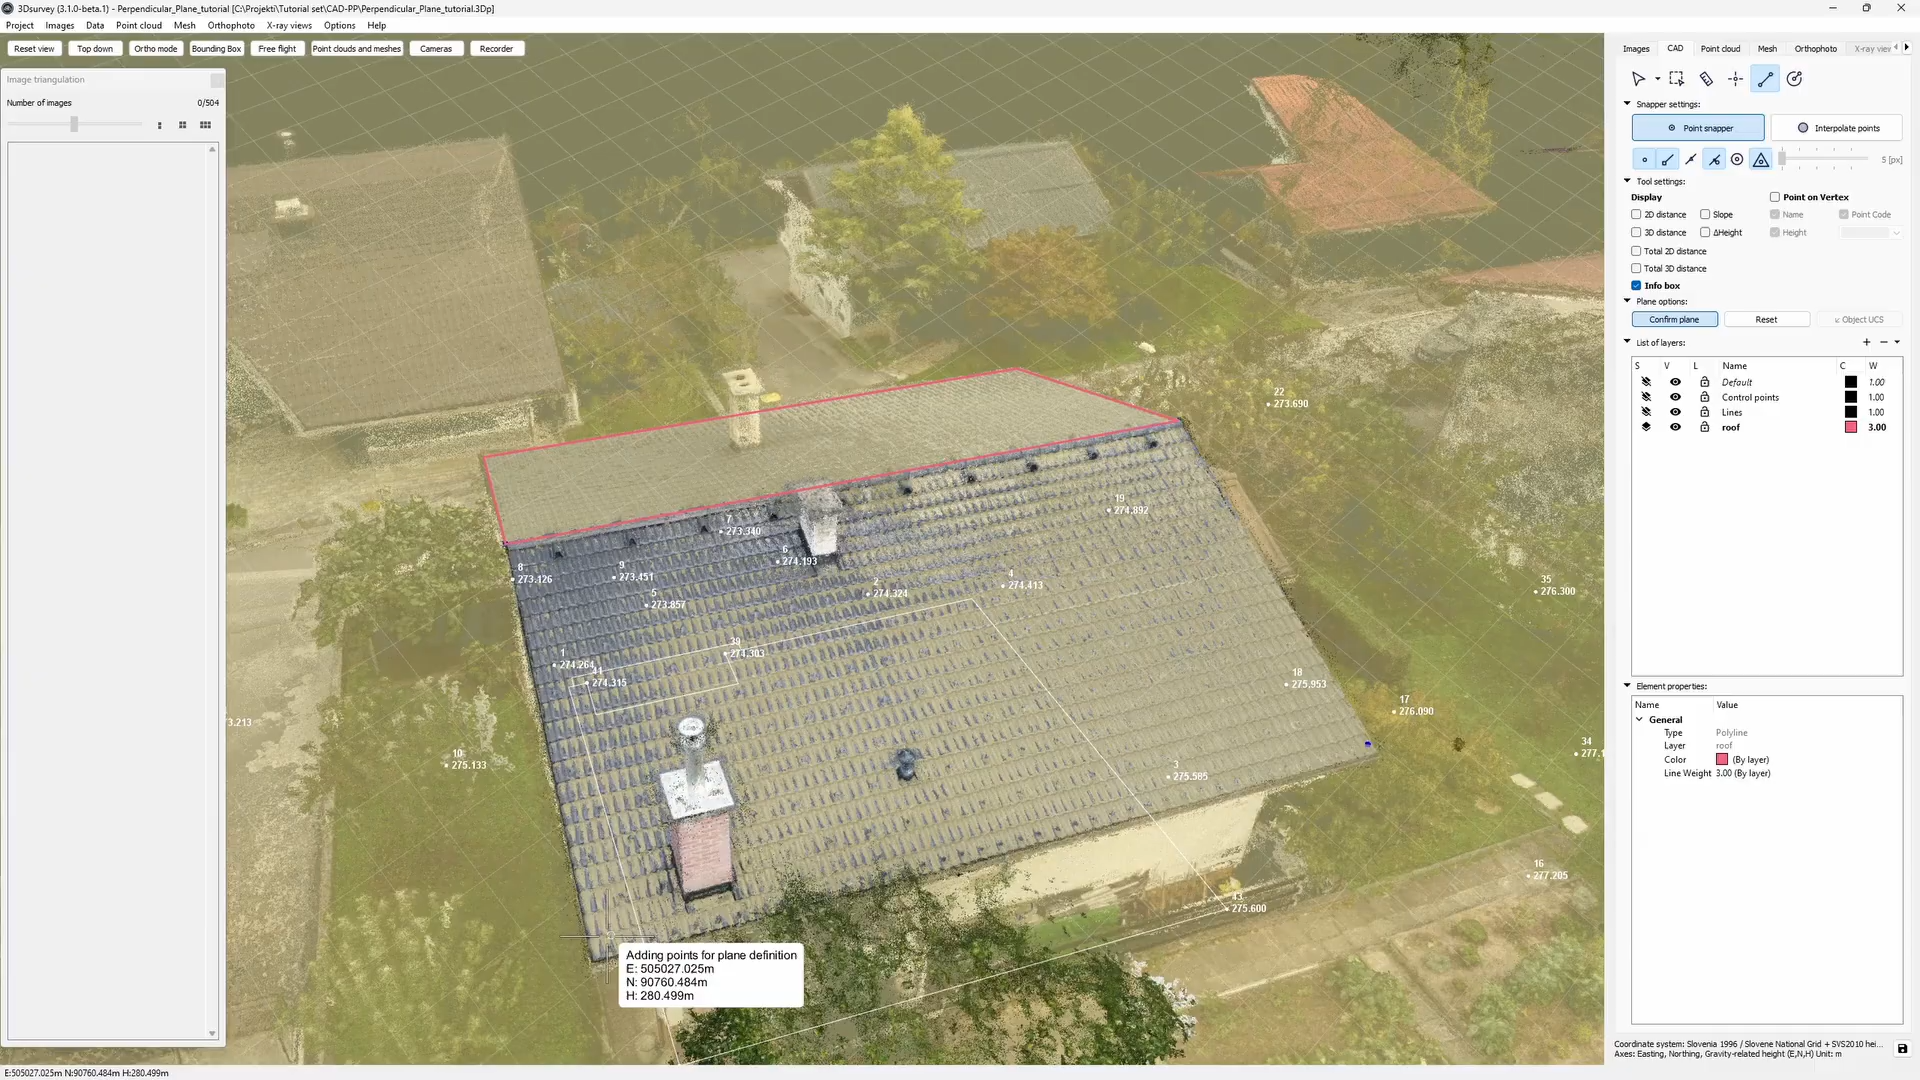 3Dsurvey (3.1.0-beta.1) - Perpendicular_Plane_tutorial [C:\Projekti\Tutorial set\CAD-PP\Perpendicular_Plane_tutorial.3Dp]
Project Images Data Point cloud Mesh Orthophoto X-ray views Options Help
Reset view Top down Ortho mode Bounding Box Free flight Point clouds and meshes Cameras Recorder
Image triangulation
Number of images 0/504
22
273.690
19
274.892
7
273.340
6
274.193
8
273.126
9
273.451
5
273.857
2
274.324
4
274.413
35
276.300
39
274.303
1
274.264
41
274.315
18
275.953
17
276.090
3.213
10
275.133
34
277.1
3
275.585
16
277.205
43
275.600
Adding points for plane definition
E: 505027.025m
N: 90760.484m
H: 280.499m
Images CAD Point cloud Mesh Orthophoto X-ray view
Snapper settings:
Point snapper Interpolate points
5 [px]
Tool settings:
Display Point on Vertex
2D distance Slope Name Point Code
3D distance ΔHeight Height
Total 2D distance
Total 3D distance
Info box
Plane options:
Confirm plane Reset Object UCS
List of layers:
S V L Name C W
Default 1.00
Control points 1.00
Lines 1.00
roof 3.00
Element properties:
Name Value
General
Type Polyline
Layer roof
Color (By layer)
Line Weight 3.00 (By layer)
Coordinate system: Slovenia 1996 / Slovene National Grid + SVS2010 hei...
Axes: Easting, Northing, Gravity-related height (E,N,H) Unit: m
E:505027.025m N:90760.484m H:280.499m